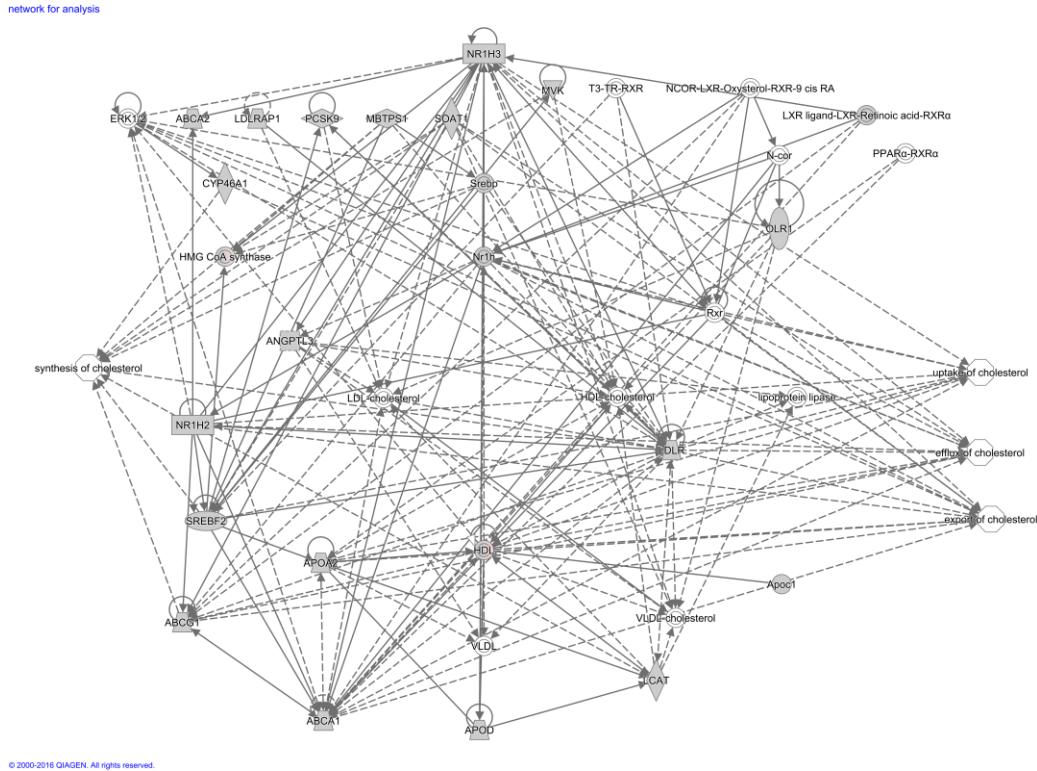 network for analysis
NR1H3
MVK
T3-TR-RXR
NCOR-LXR-Oxysterol-RXR-9 cis RA
ERK1/2
ABCA2
LDLRAP1
PCSK9
MBTPS1
SOAT1
LXR ligand-LXR-Retinoic acid-RXRα
N-cor
PPARα-RXRα
CYP46A1
Srebp
OLR1
HMG CoA synthase
Nr1h
Rxr
ANGPTL3
synthesis of cholesterol
uptake of cholesterol
LDL-cholesterol
HDL-cholesterol
lipoprotein lipase
NR1H2
LDLR
efflux of cholesterol
SREBF2
export of cholesterol
HDL
APOA2
Apoc1
ABCG1
VLDL-cholesterol
VLDL
LCAT
ABCA1
APOD
© 2000-2016 QIAGEN. All rights reserved.